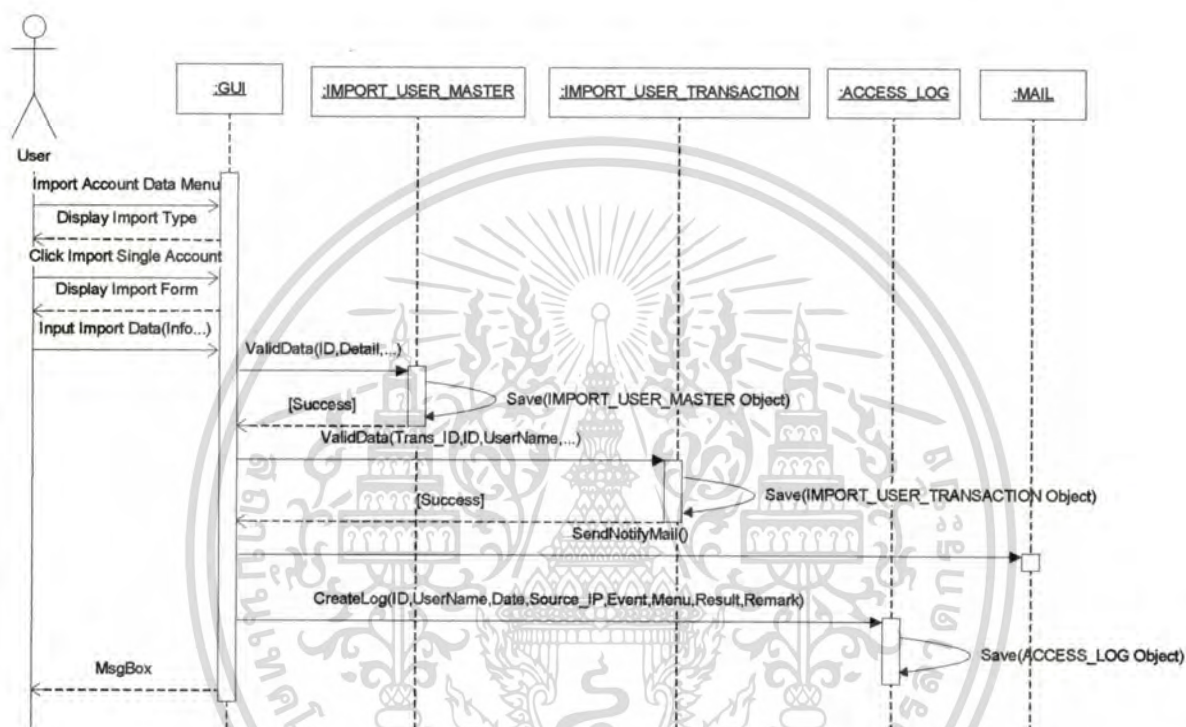 :GUI
:IMPORT_USER_MASTER
:IMPORT_USER_TRANSACTION
:ACCESS_LOG
:MAIL
User
Import Account Data Menu
Display Import Type
Click Import Single Account
Display Import Form
Input Import Data(Info...)
ValidData(ID,Detail,...)
Save(IMPORT_USER_MASTER Object)
[Success]
ValidData(Trans_ID,ID,UserName,...)
Save(IMPORT_USER_TRANSACTION Object)
[Success]
SendNotifyMail()
CreateLog(ID,UserName,Date,Source_IP,Event,Menu,Result,Remark)
Save(ACCESS_LOG Object)
MsgBox